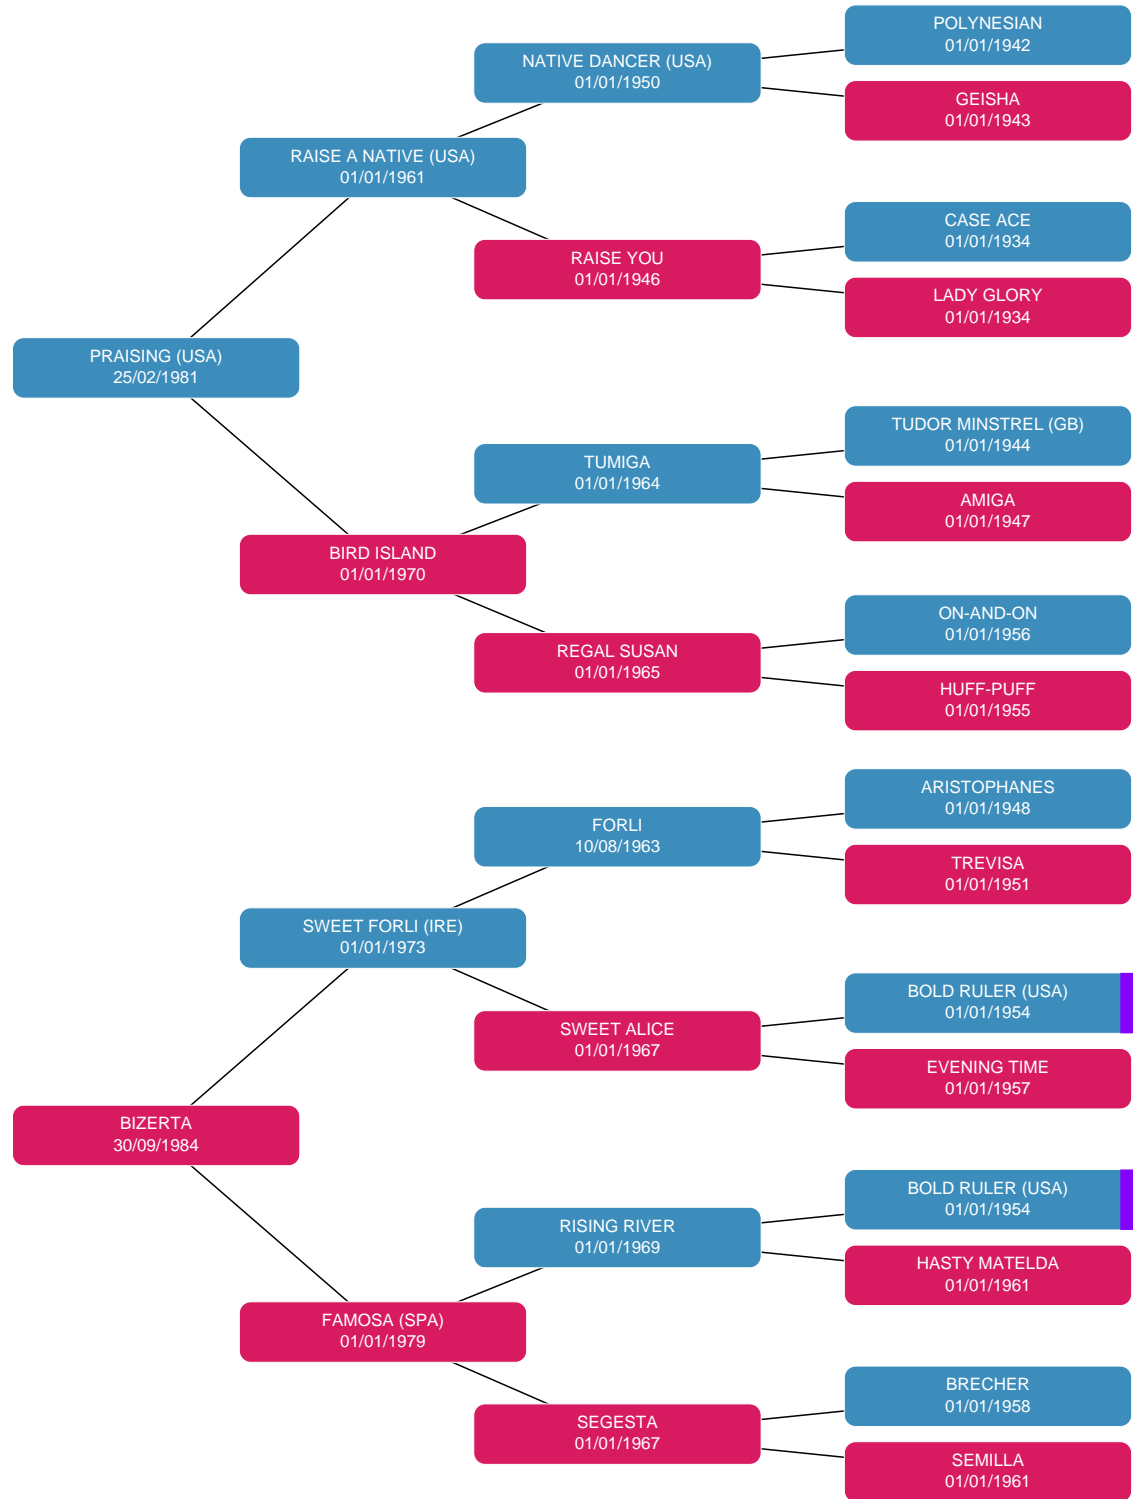 POLYNESIAN
01/01/1942
NATIVE DANCER (USA)
01/01/1950
GEISHA
01/01/1943
RAISE A NATIVE (USA)
01/01/1961
CASE ACE
01/01/1934
RAISE YOU
01/01/1946
LADY GLORY
01/01/1934
PRAISING (USA)
25/02/1981
TUDOR MINSTREL (GB)
01/01/1944
TUMIGA
01/01/1964
AMIGA
01/01/1947
BIRD ISLAND
01/01/1970
ON-AND-ON
01/01/1956
REGAL SUSAN
01/01/1965
HUFF-PUFF
01/01/1955
ARISTOPHANES
01/01/1948
FORLI
10/08/1963
TREVISA
01/01/1951
SWEET FORLI (IRE)
01/01/1973
BOLD RULER (USA)
01/01/1954
SWEET ALICE
01/01/1967
EVENING TIME
01/01/1957
BIZERTA
30/09/1984
BOLD RULER (USA)
01/01/1954
RISING RIVER
01/01/1969
HASTY MATELDA
01/01/1961
FAMOSA (SPA)
01/01/1979
BRECHER
01/01/1958
SEGESTA
01/01/1967
SEMILLA
01/01/1961